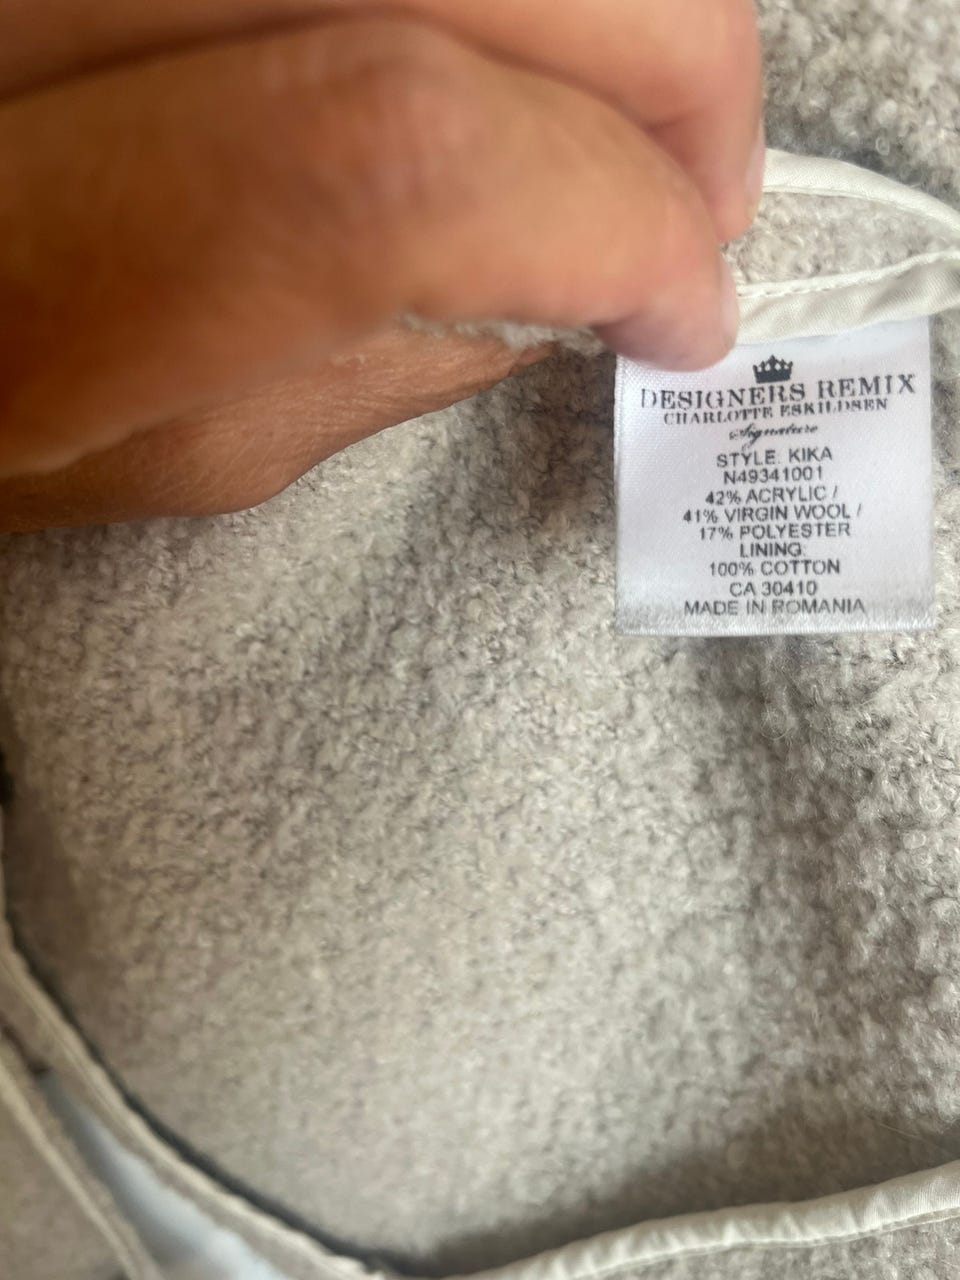 DESIGNERS REMIX
CHARLOTTE ESKILDSEN
Signature
STYLE: KIKA
N49341001
42% ACRYLIC /
41% VIRGIN WOOL /
17% POLYESTER
LINING:
100% COTTON
CA 30410
MADE IN ROMANIA